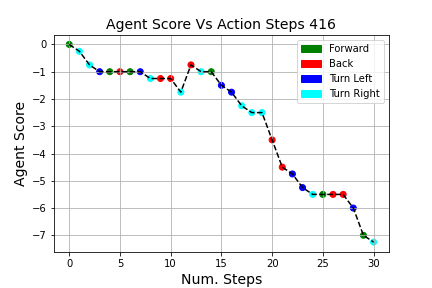 Agent Score Vs Action Steps 416
Agent Score
0
−1
−2
−3
−4
−5
−6
−7
Forward
Back
Turn Left
Turn Right
0 5 10 15 20 25 30
Num. Steps